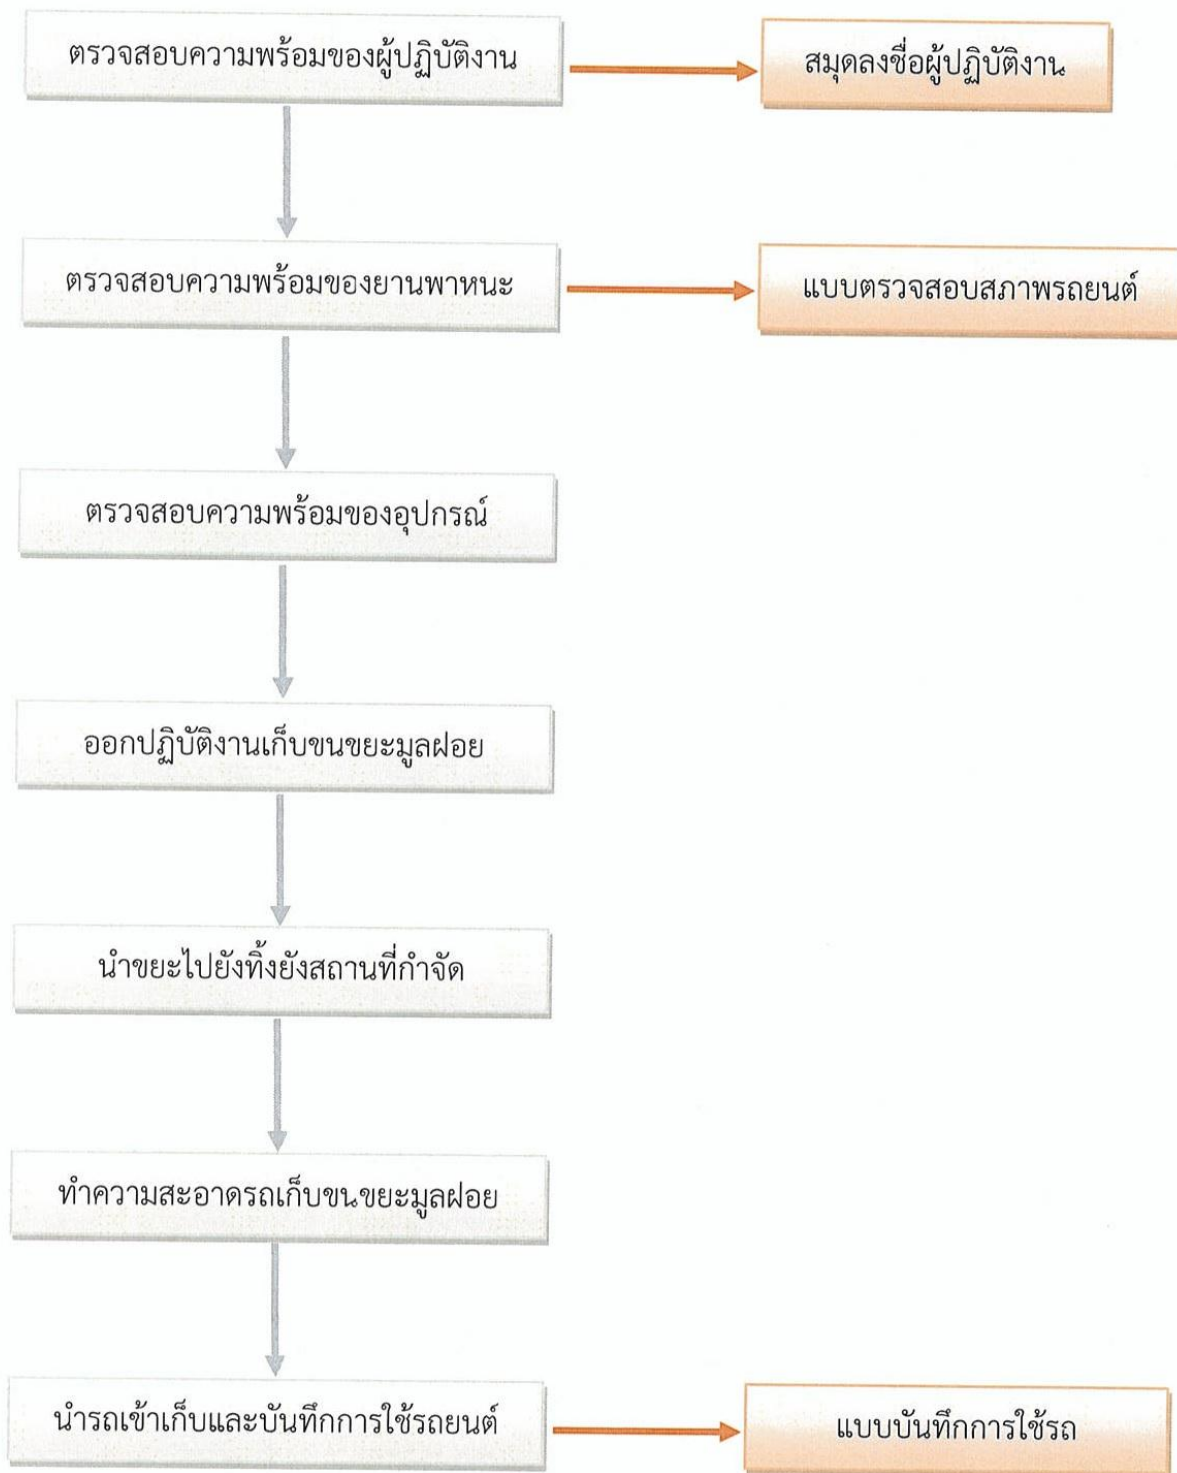 ตรวจสอบความพร้อมของผู้ปฏิบัติงาน
สมุดลงชื่อผู้ปฏิบัติงาน
ตรวจสอบความพร้อมของยานพาหนะ
แบบตรวจสอบสภาพรถยนต์
ตรวจสอบความพร้อมของอุปกรณ์
ออกปฏิบัติงานเก็บขนขยะมูลฝอย
นำขยะไปยังทิ้งยังสถานที่กำจัด
ทำความสะอาดรถเก็บขนขยะมูลฝอย
นำรถเข้าเก็บและบันทึกการใช้รถยนต์
แบบบันทึกการใช้รถ